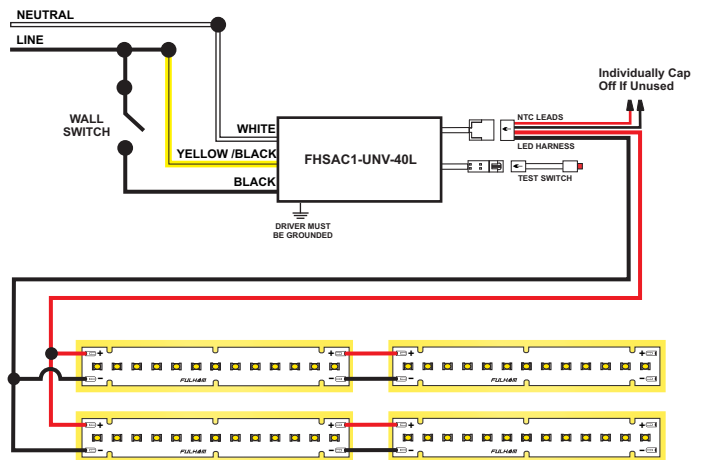 NEUTRAL
LINE
WALL
SWITCH
WHITE
YELLOW /BLACK
BLACK
FHSAC1-UNV-40L
DRIVER MUST
BE GROUNDED
NTC LEADS
LED HARNESS
TEST SWITCH
Individually Cap
Off If Unused
+ + + +
- - - -
FULHAM FULHAM
+ + + +
- - - -
FULHAM FULHAM